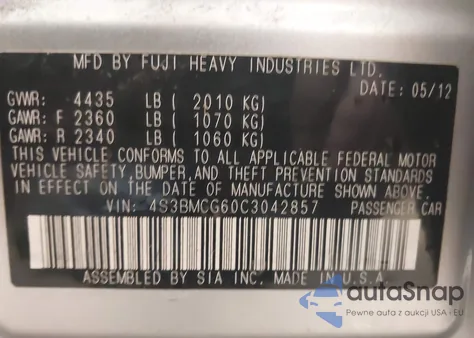 MFD BY FUJI HEAVY INDUSTRIES LTD.
DATE: 05/12
GVWR: 4435 LB ( 2010 KG)
GAWR: F 2360 LB ( 1070 KG)
GAWR: R 2340 LB ( 1060 KG)
THIS VEHICLE CONFORMS TO ALL APPLICABLE FEDERAL MOTOR
VEHICLE SAFETY, BUMPER, AND THEFT PREVENTION STANDARDS
IN EFFECT ON THE DATE OF MANUFACTURE SHOWN ABOVE.
VIN: 4S3BMCG60C3042857 PASSENGER CAR
ASSEMBLED BY SIA INC. MADE IN U.S.A.
autoSnap
Pewne auta z aukcji USA i EU